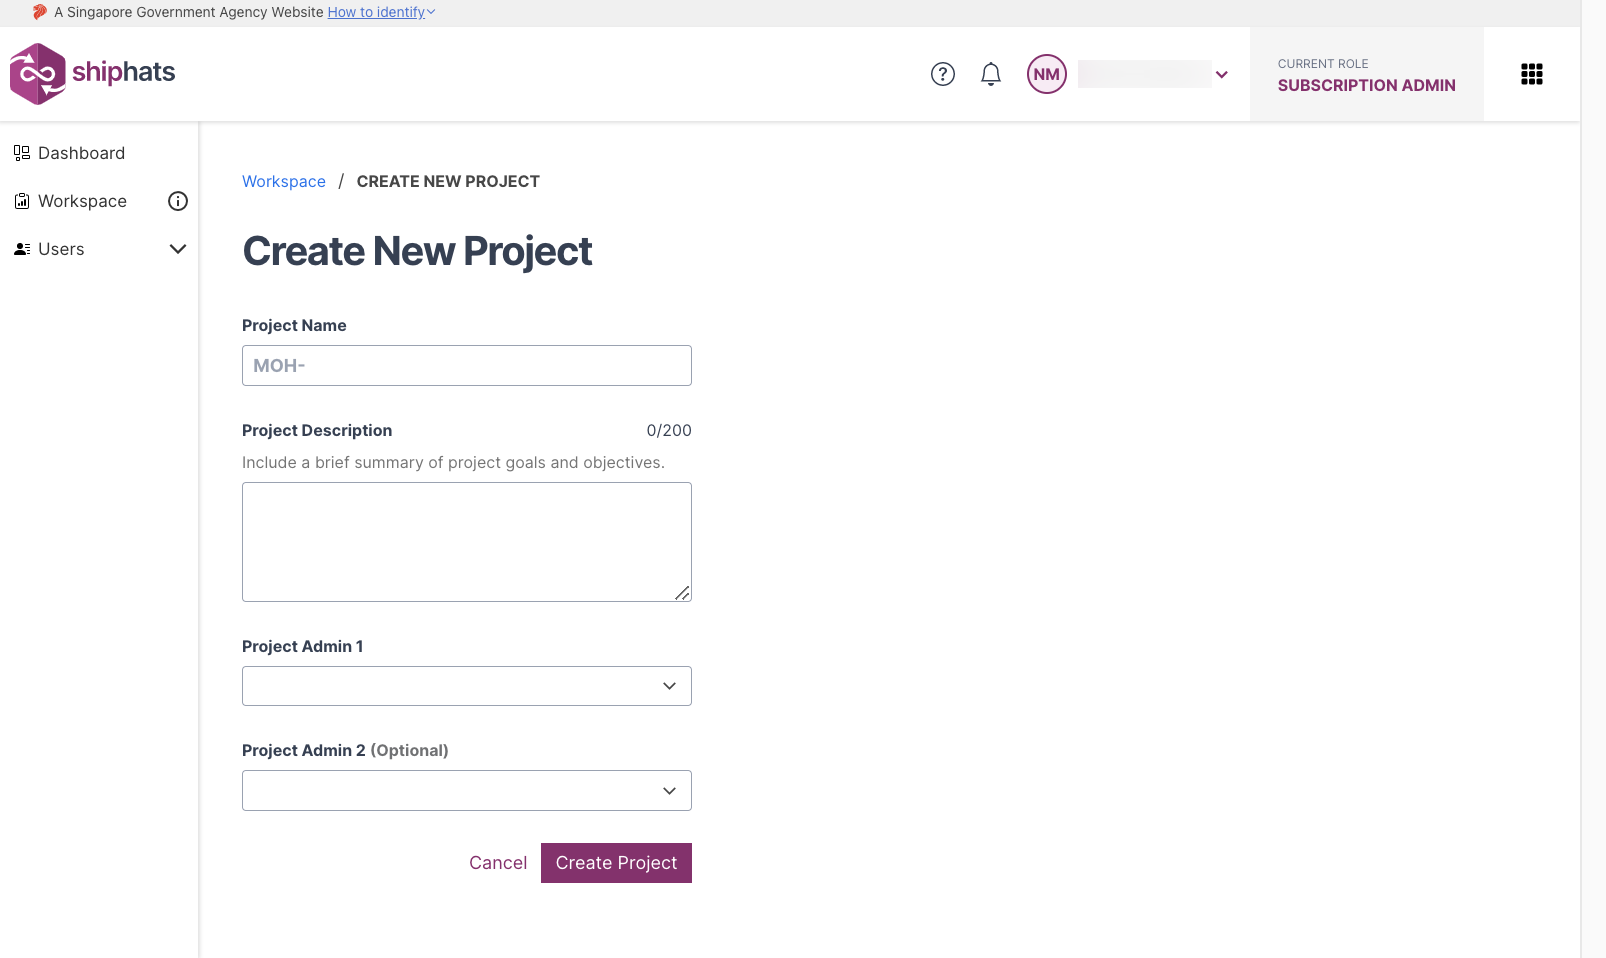 A Singapore Government Agency Website How to identify
shiphats
NM
CURRENT ROLE
SUBSCRIPTION ADMIN
Dashboard
Workspace
Users
Workspace / CREATE NEW PROJECT
Create New Project
Project Name
MOH-
Project Description 0/200
Include a brief summary of project goals and objectives.
Project Admin 1
Project Admin 2 (Optional)
Cancel Create Project